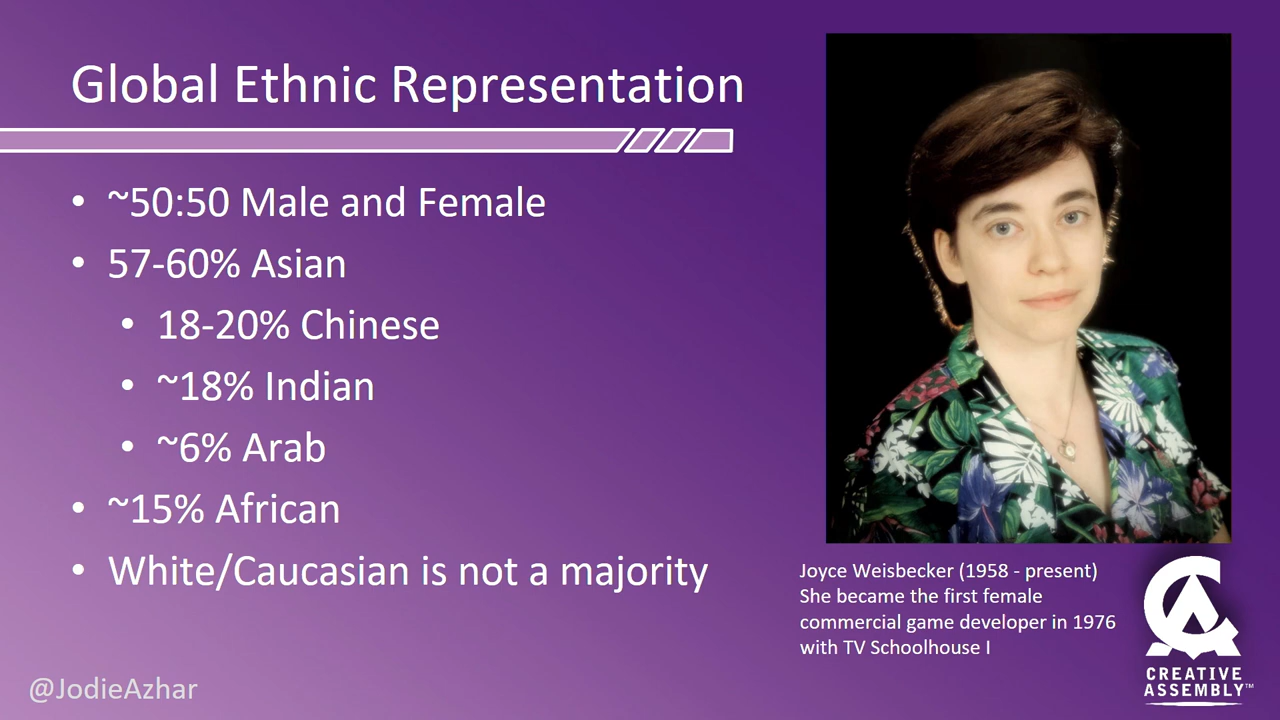 Global Ethnic Representation
• ~50:50 Male and Female
• 57-60% Asian
• 18-20% Chinese
• ~18% Indian
• ~6% Arab
• ~15% African
• White/Caucasian is not a majority
Joyce Weisbecker (1958 - present)
She became the first female
commercial game developer in 1976
with TV Schoolhouse I
@JodieAzhar
CREATIVE
ASSEMBLY™